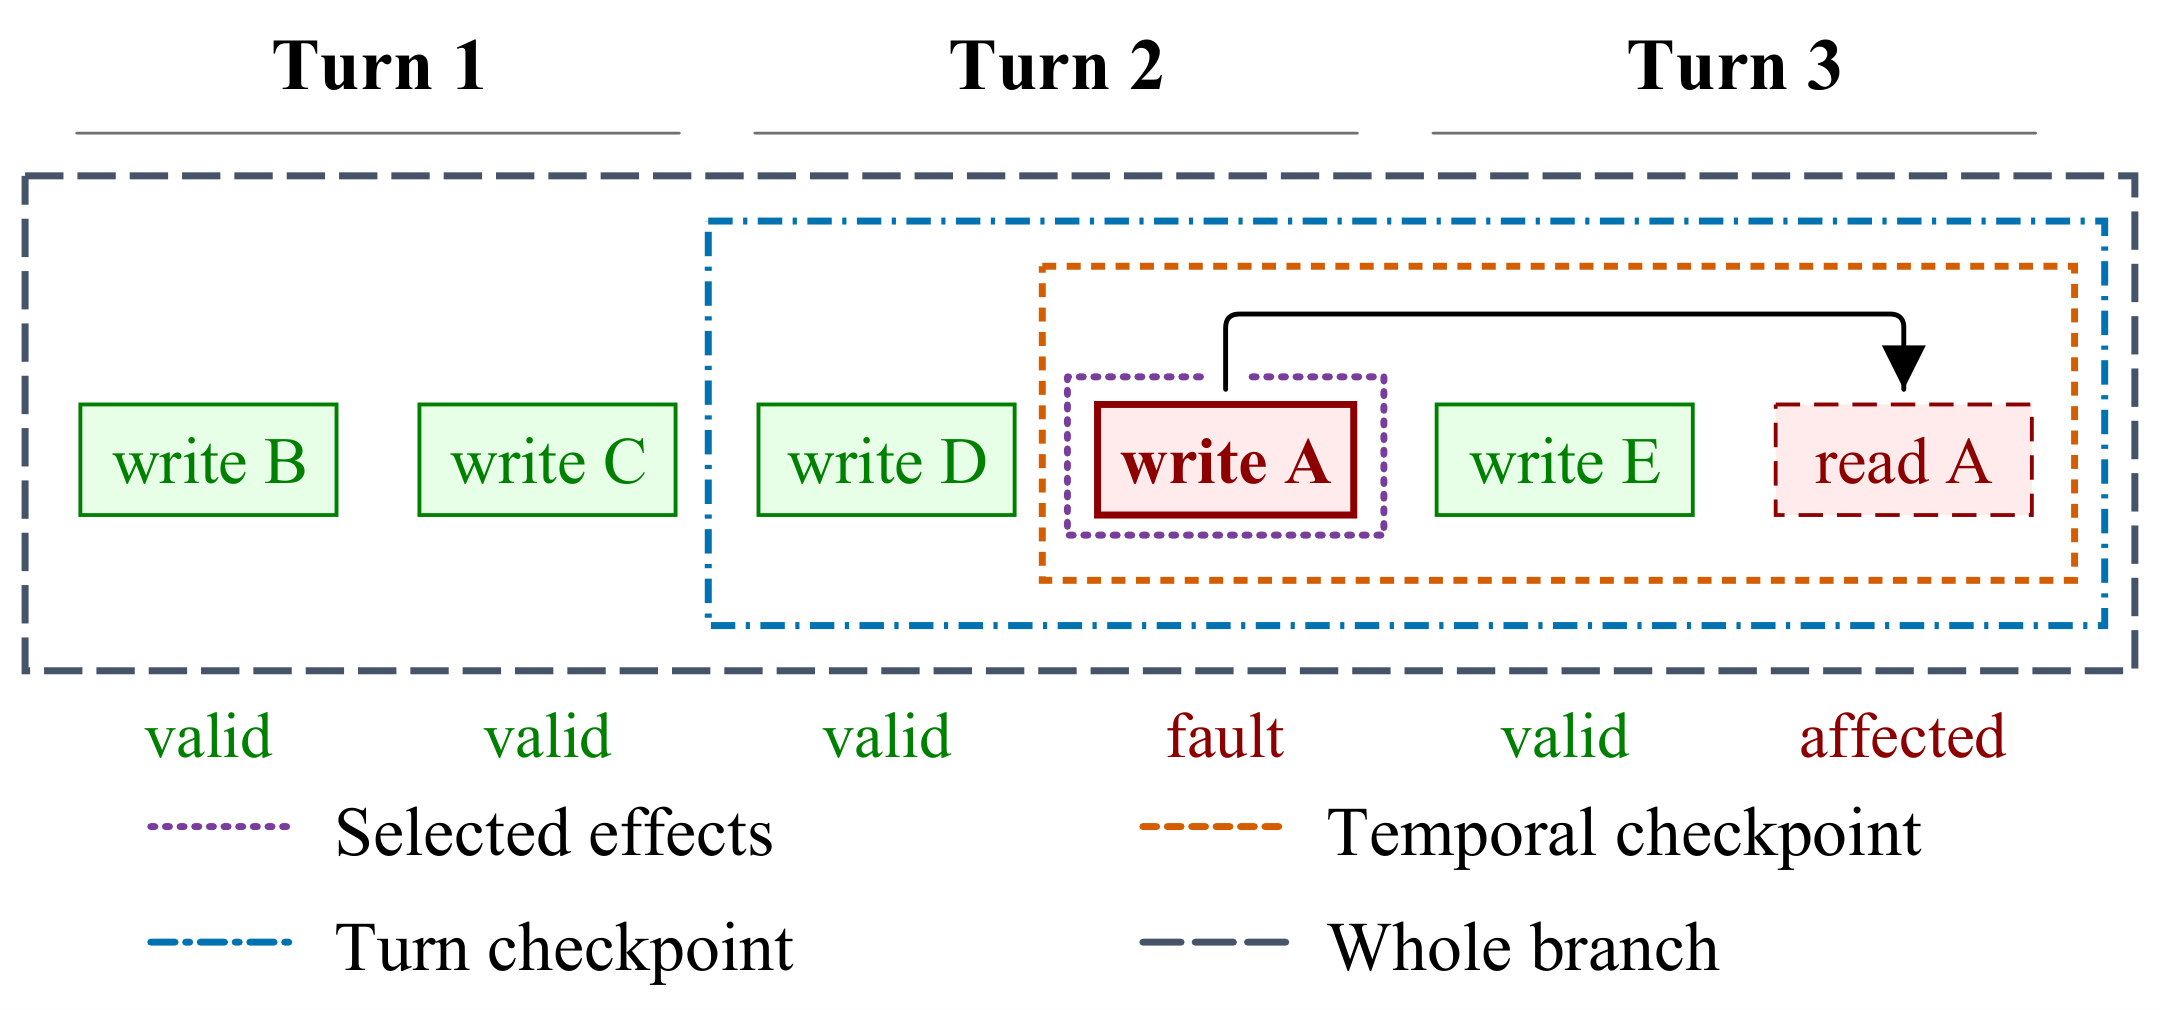 Turn 1 Turn 2 Turn 3
write B write C write D write A write E read A
valid valid valid fault valid affected
Selected effects Temporal checkpoint
Turn checkpoint Whole branch